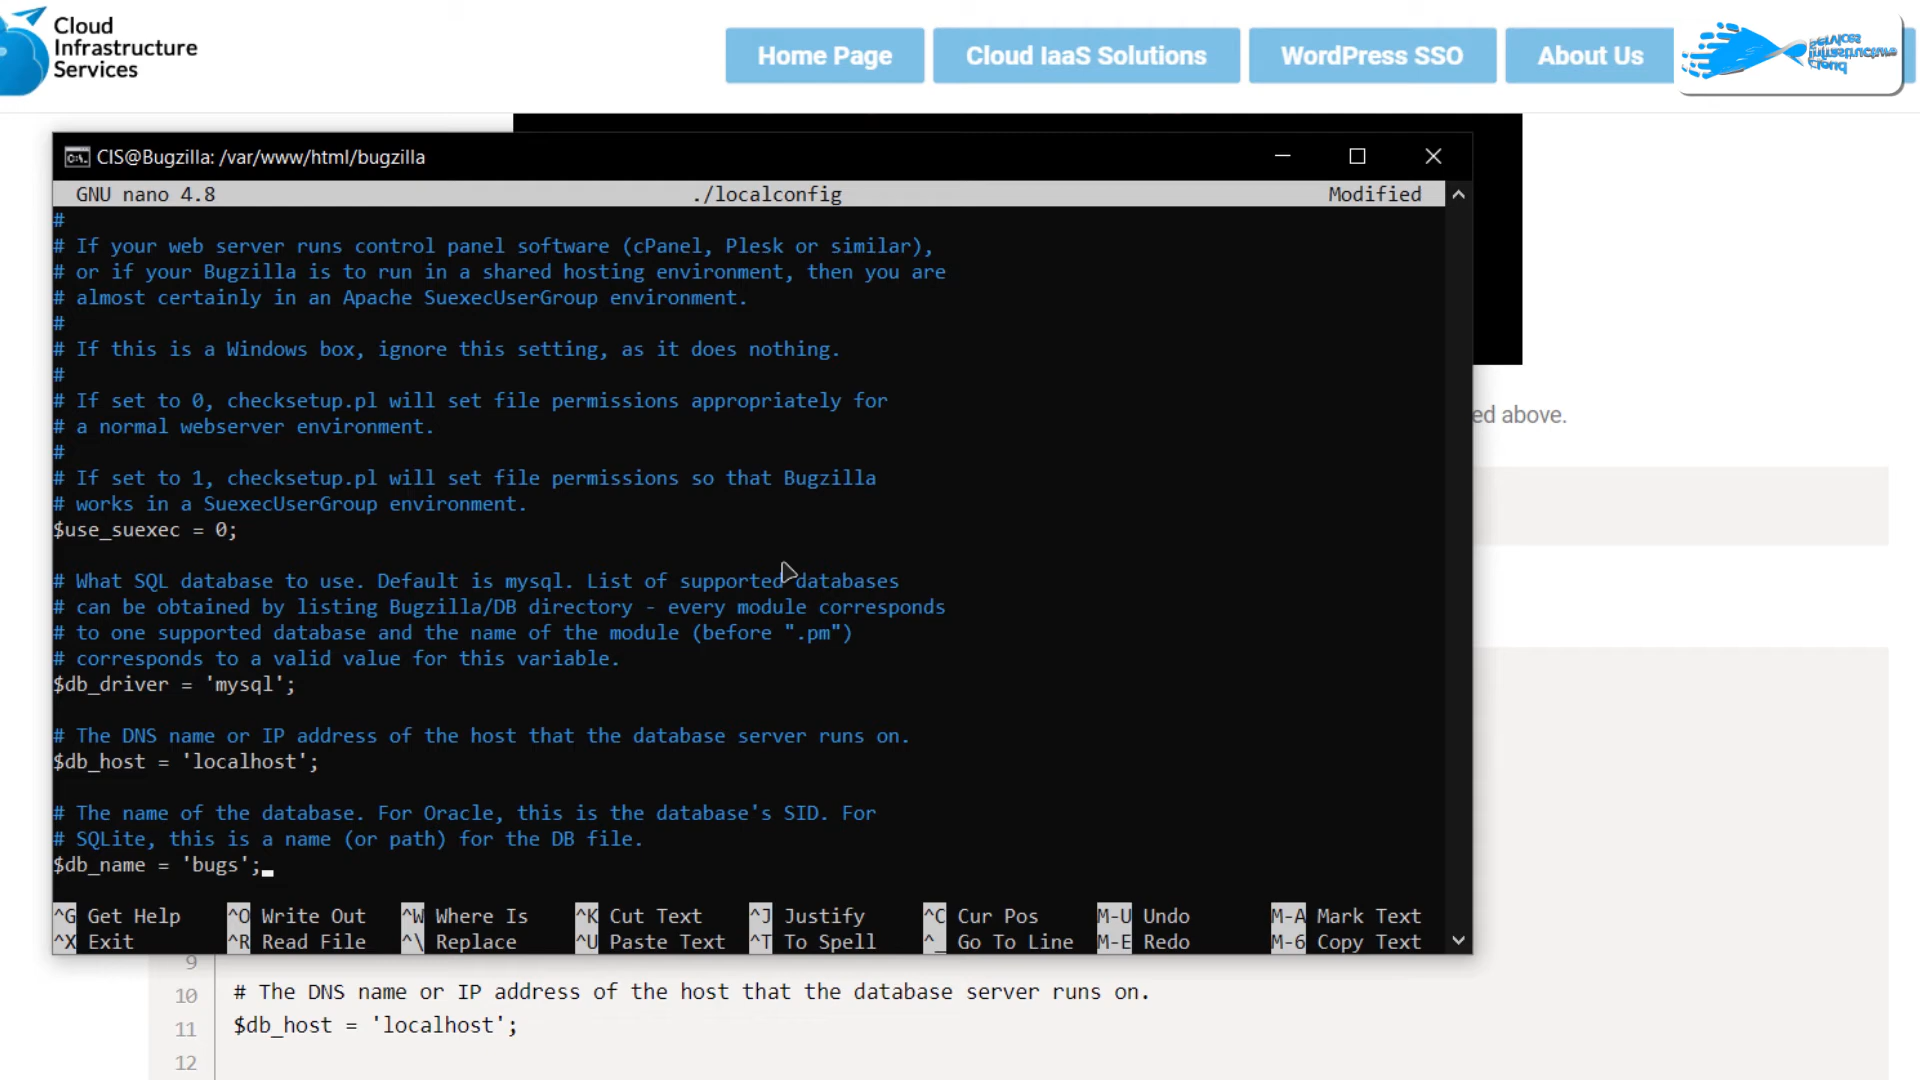 Cloud
Infrastructure
Services
Home Page
Cloud IaaS Solutions
WordPress SSO
About Us
Services
Infrastructure
Cloud
CIS@Bugzilla: /var/www/html/bugzilla
GNU nano 4.8 ./localconfig Modified
#
# If your web server runs control panel software (cPanel, Plesk or similar),
# or if your Bugzilla is to run in a shared hosting environment, then you are
# almost certainly in an Apache SuexecUserGroup environment.
#
# If this is a Windows box, ignore this setting, as it does nothing.
#
# If set to 0, checksetup.pl will set file permissions appropriately for
# a normal webserver environment.
#
# If set to 1, checksetup.pl will set file permissions so that Bugzilla
# works in a SuexecUserGroup environment.
$use_suexec = 0;
# What SQL database to use. Default is mysql. List of supported databases
# can be obtained by listing Bugzilla/DB directory - every module corresponds
# to one supported database and the name of the module (before ".pm")
# corresponds to a valid value for this variable.
$db_driver = 'mysql';
# The DNS name or IP address of the host that the database server runs on.
$db_host = 'localhost';
# The name of the database. For Oracle, this is the database's SID. For
# SQLite, this is a name (or path) for the DB file.
$db_name = 'bugs';
^G Get Help ^O Write Out ^W Where Is ^K Cut Text ^J Justify ^C Cur Pos M-U Undo M-A Mark Text
^X Exit ^R Read File ^\ Replace ^U Paste Text ^T To Spell ^_ Go To Line M-E Redo M-6 Copy Text
ed above.
9
10 # The DNS name or IP address of the host that the database server runs on.
11 $db_host = 'localhost';
12